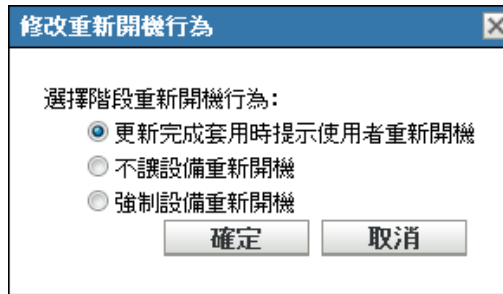 修改重新開機行為
選擇階段重新開機行為：
更新完成套用時提示使用者重新開機
不讓設備重新開機
強制設備重新開機
確定 取消